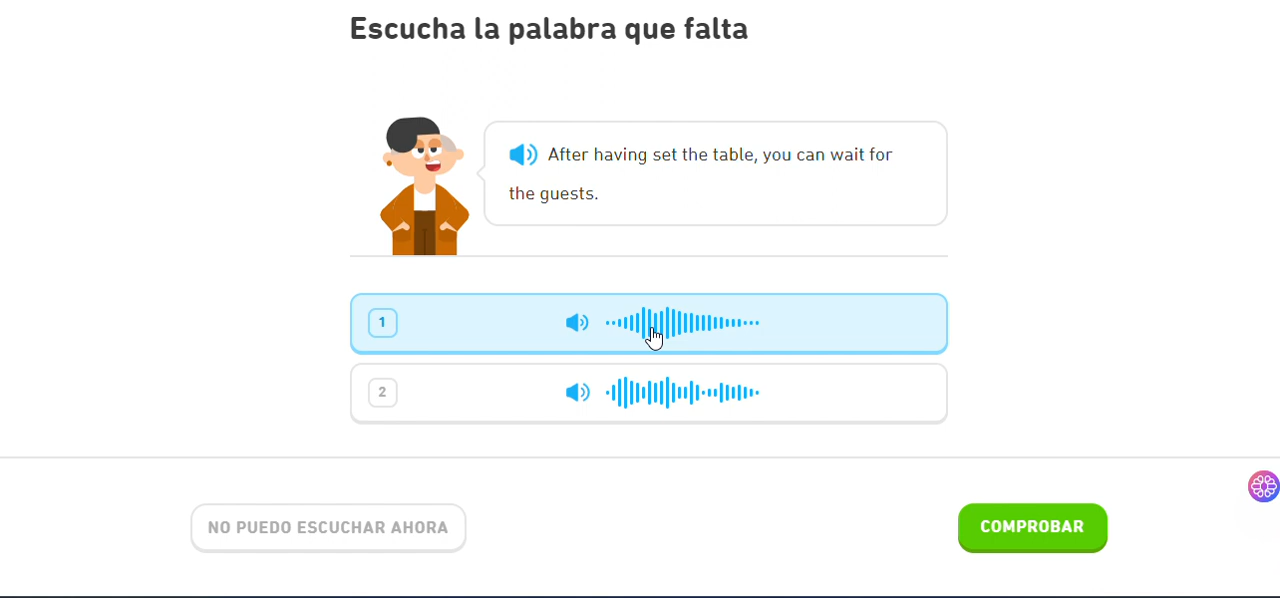 Escucha la palabra que falta
After having set the table, you can wait for
the guests.
1
2
NO PUEDO ESCUCHAR AHORA
COMPROBAR